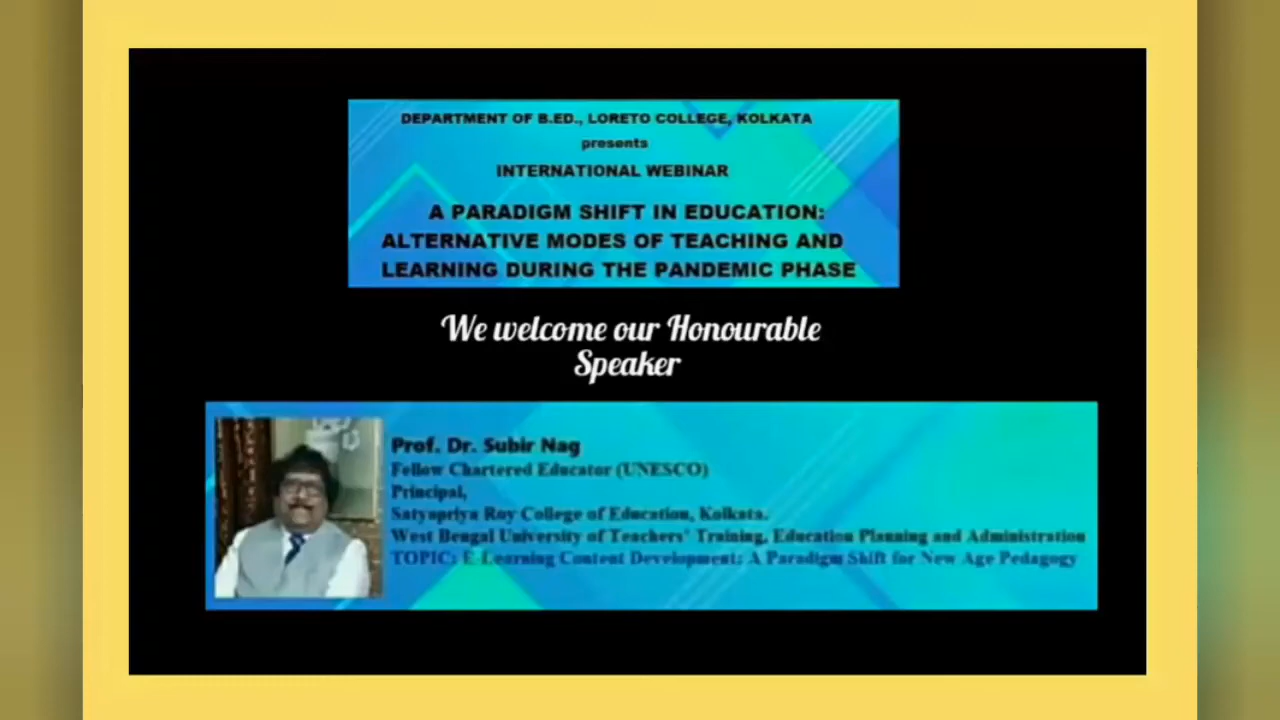 DEPARTMENT OF B.ED., LORETO COLLEGE, KOLKATA
presents
INTERNATIONAL WEBINAR
A PARADIGM SHIFT IN EDUCATION:
ALTERNATIVE MODES OF TEACHING AND
LEARNING DURING THE PANDEMIC PHASE
We welcome our Honourable
Speaker
Prof. Dr. Subir Nag
Fellow Chartered Educator (UNESCO)
Principal,
Satyapriya Roy College of Education, Kolkata.
West Bengal University of Teachers' Training, Education Planning and Administration
TOPIC: E-Learning Content Development: A Paradigm Shift for New Age Pedagogy